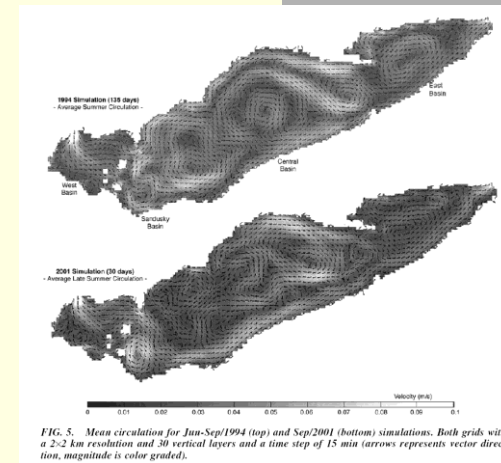 1994 Simulation (135 days)
- Average Summer Circulation -
East
Basin
Central
Basin
West
Basin
Sandusky
Basin
2001 Simulation (30 days)
- Average Late Summer Circulation -
Velocity (m/s)
0 0.01 0.02 0.03 0.04 0.05 0.06 0.07 0.08 0.09 0.1
FIG. 5. Mean circulation for Jun-Sep/1994 (top) and Sep/2001 (bottom) simulations. Both grids wit
a 2×2 km resolution and 30 vertical layers and a time step of 15 min (arrows represents vector direc
tion, magnitude is color graded).